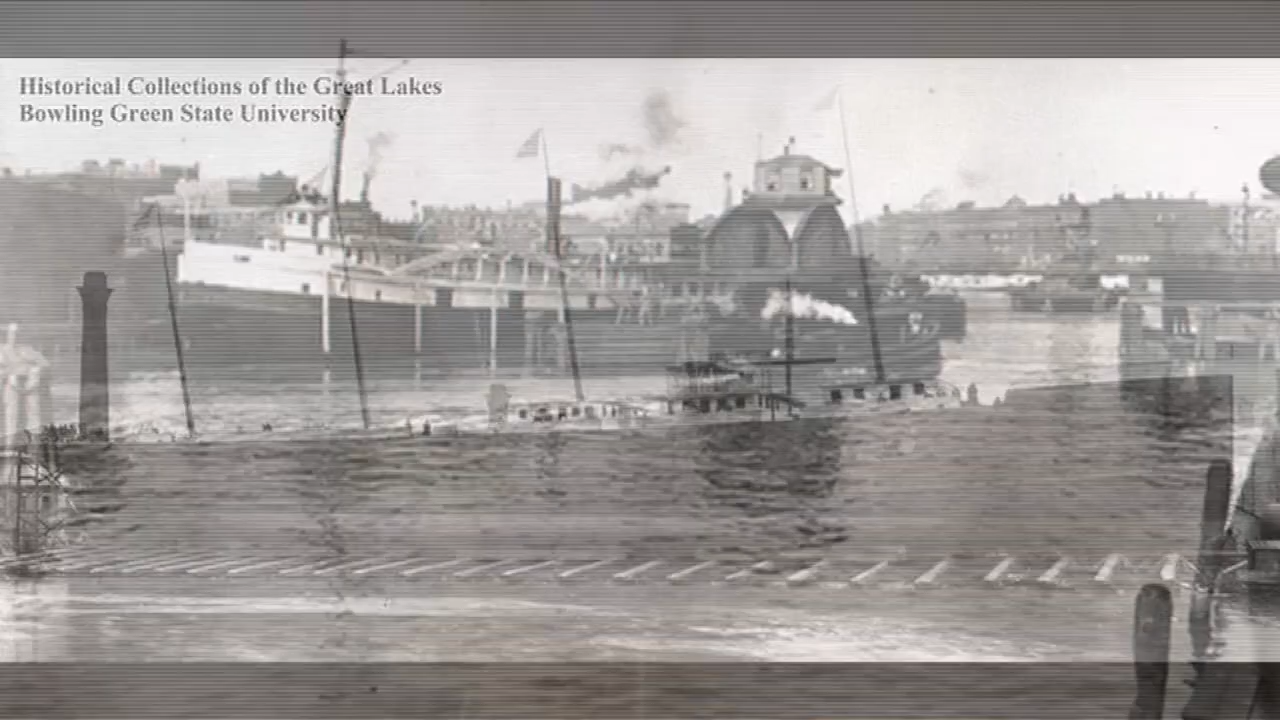 Historical Collections of the Great Lakes
Bowling Green State University